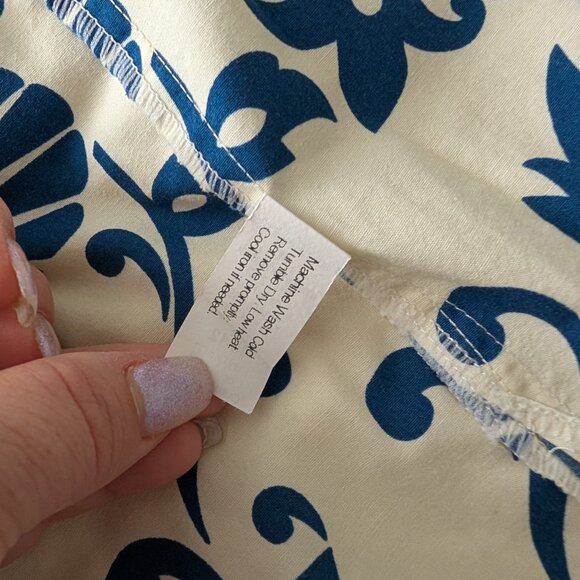 Machine Wash Cold
Tumble Dry, Low heat
Remove promptly,
Cool iron if needed.